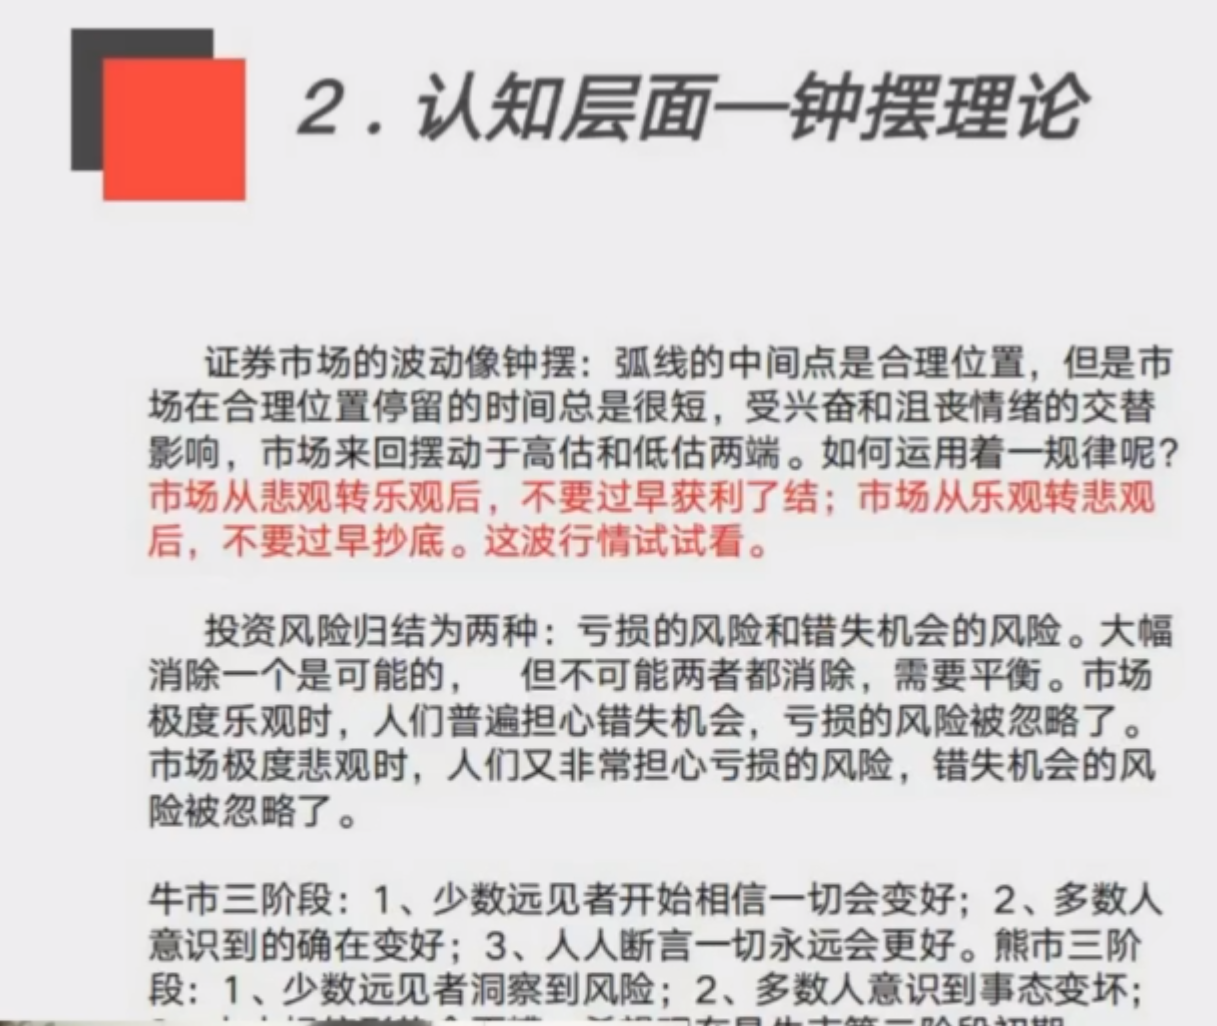 2．认知层面—钟摆理论
证券市场的波动像钟摆：弧线的中间点是合理位置，但是市
场在合理位置停留的时间总是很短，受兴奋和沮丧情绪的交替
影响，市场来回摆动于高估和低估两端。如何运用着一规律呢？
市场从悲观转乐观后，不要过早获利了结；市场从乐观转悲观
后，不要过早抄底。这波行情试试看。
投资风险归结为两种：亏损的风险和错失机会的风险。大幅
消除一个是可能的， 但不可能两者都消除，需要平衡。市场
极度乐观时，人们普遍担心错失机会，亏损的风险被忽略了。
市场极度悲观时，人们又非常担心亏损的风险，错失机会的风
险被忽略了。
牛市三阶段：1、少数远见者开始相信一切会变好；2、多数人
意识到的确在变好；3、人人断言一切永远会更好。熊市三阶
段：1、少数远见者洞察到风险；2、多数人意识到事态变坏；